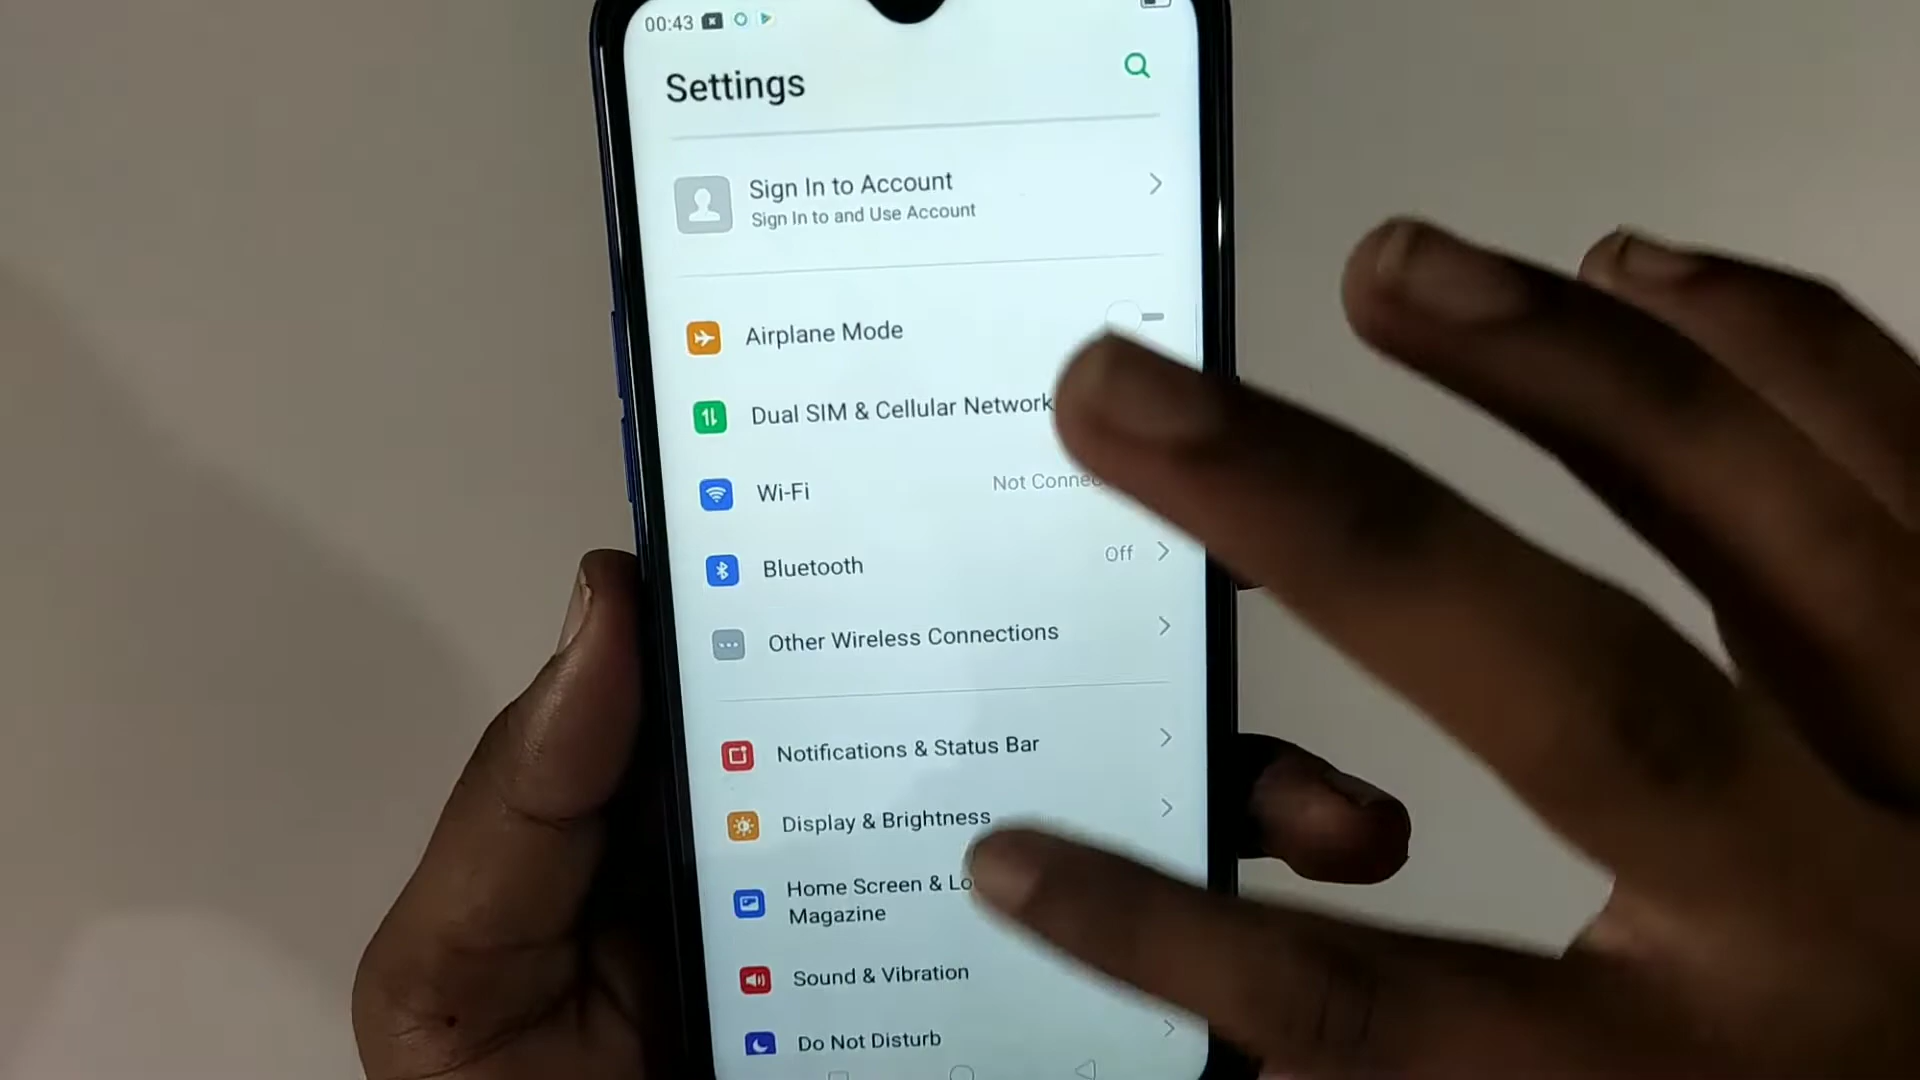 00:43
Settings
Sign In to Account
Sign In to and Use Account
Airplane Mode
Dual SIM & Cellular Network
Wi-Fi Not
Bluetooth Off
Other Wireless Connections
Notifications & Status Bar
Display & Brightness
Home Screen &
Magazine
Sound & Vibration
Do Not Disturb